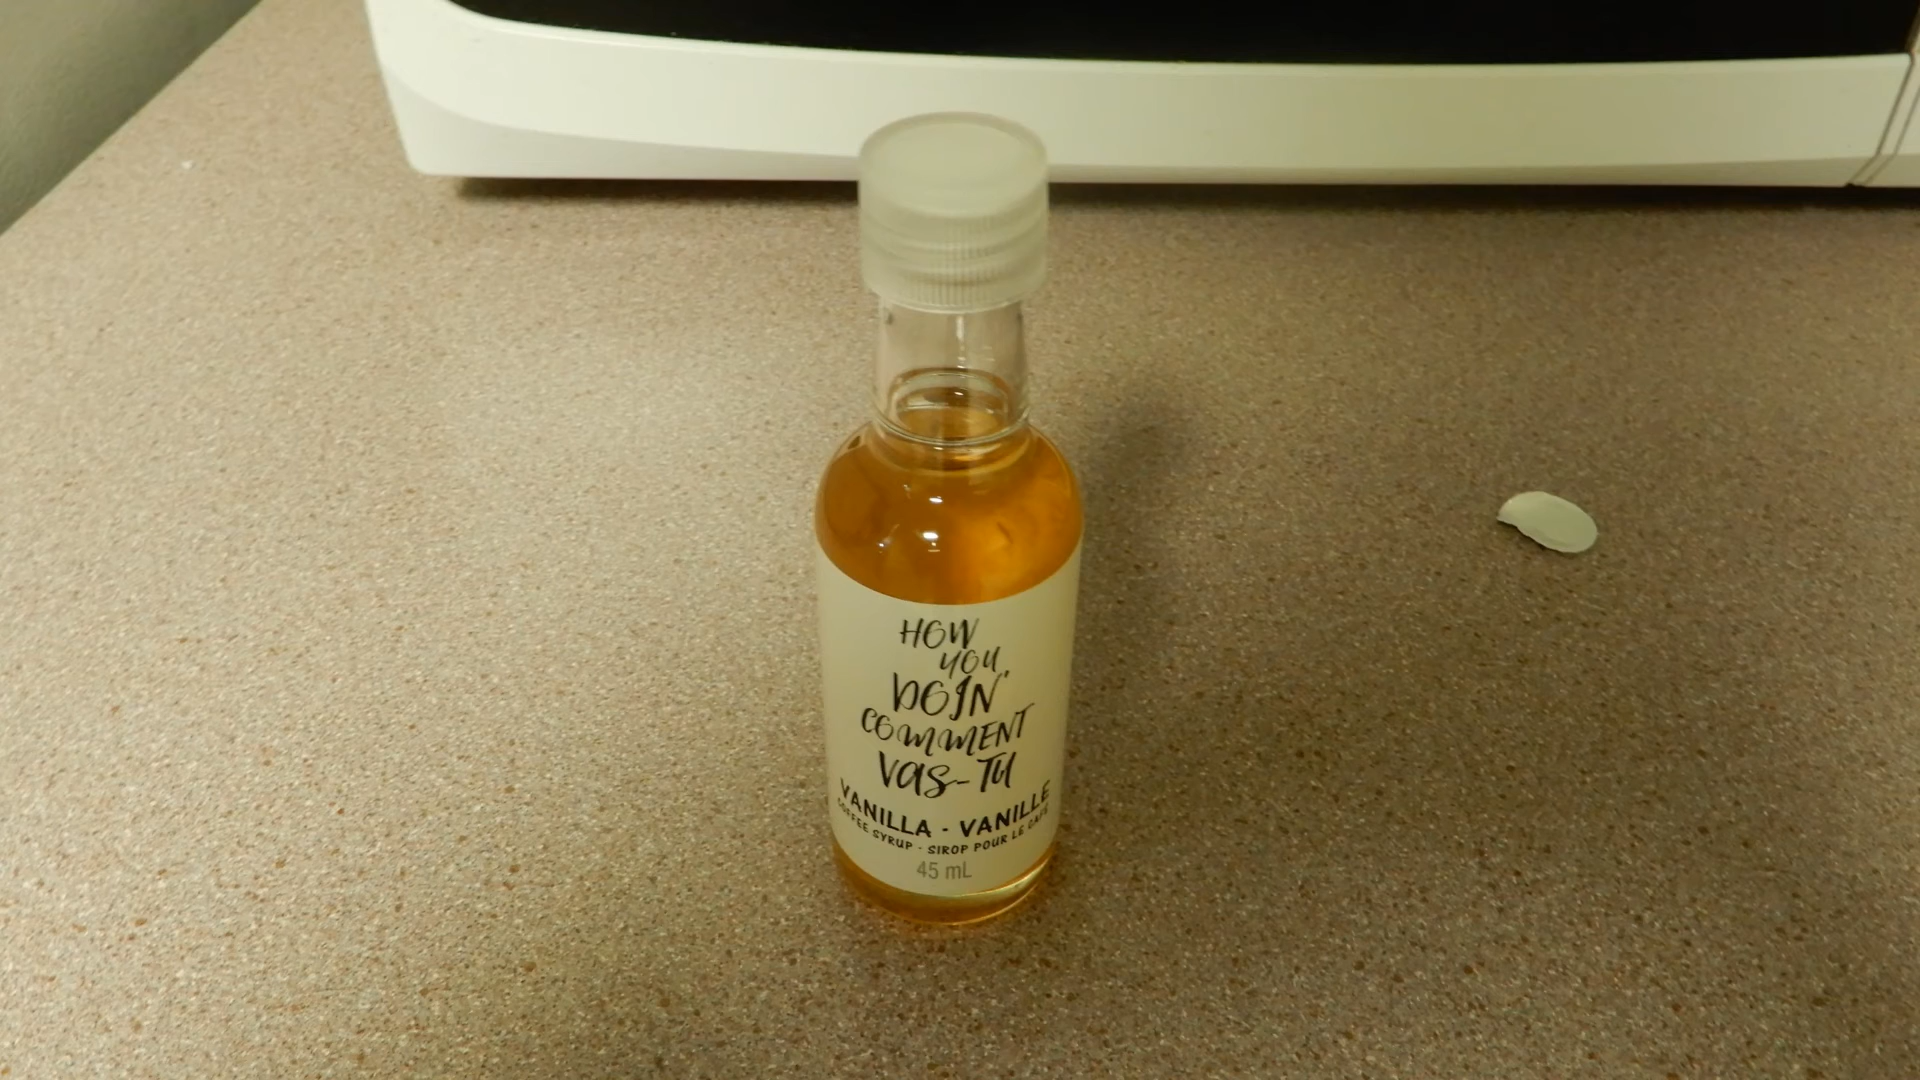 HOW
YOU
DOIN'
COMMENT
VAS-TU
VANILLA · VANILLE
COFFEE SYRUP · SIROP POUR LE CAFÉ
45 mL